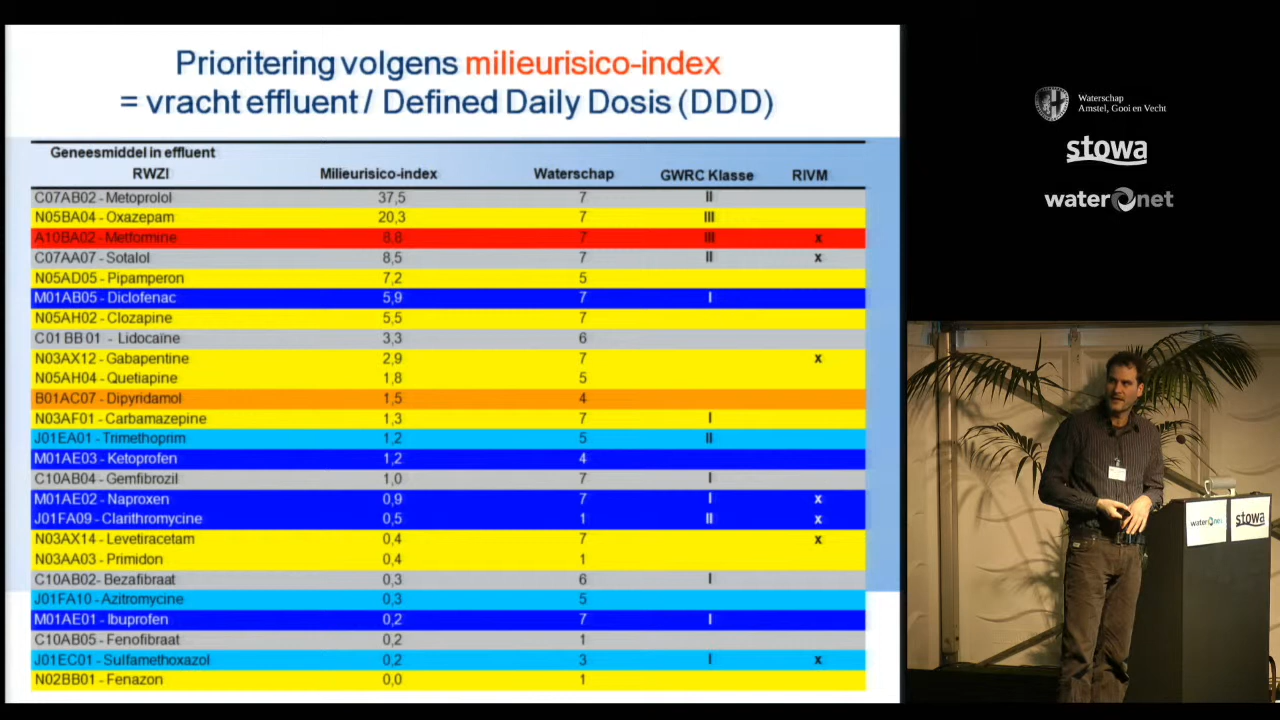 Prioritering volgens milieurisico-index
= vracht effluent / Defined Daily Dosis (DDD)
Geneesmiddel in effluent
RWZI Milieurisico-index Waterschap GWRC Klasse RIVM
C07AB02 - Metoprolol 37,5 7 II
N05BA04 - Oxazepam 20,3 7 III
A10BA02 - Metformine 8,8 7 III x
C07AA07 - Sotalol 8,5 7 II x
N05AD05 - Pipamperon 7,2 5
M01AB05 - Diclofenac 5,9 7 I
N05AH02 - Clozapine 5,5 7
C01BB01 - Lidocaïne 3,3 6
N03AX12 - Gabapentine 2,9 7 x
N05AH04 - Quetiapine 1,8 5
B01AC07 - Dipyridamol 1,5 4
N03AF01 - Carbamazepine 1,3 7 I
J01EA01 - Trimethoprim 1,2 5 II
M01AE03 - Ketoprofen 1,2 4
C10AB04 - Gemfibrozil 1,0 7 I
M01AE02 - Naproxen 0,9 7 I x
J01FA09 - Clarithromycine 0,5 1 II x
N03AX14 - Levetiracetam 0,4 7 x
N03AA03 - Primidon 0,4 1
C10AB02- Bezafibraat 0,3 6 I
J01FA10 - Azitromycine 0,3 5
M01AE01 - Ibuprofen 0,2 7 I
C10AB05 - Fenofibraat 0,2 1
J01EC01 - Sulfamethoxazol 0,2 3 I x
N02BB01 - Fenazon 0,0 1
Waterschap
Amstel, Gooi en Vecht
stowa
waternet
waternet
stowa